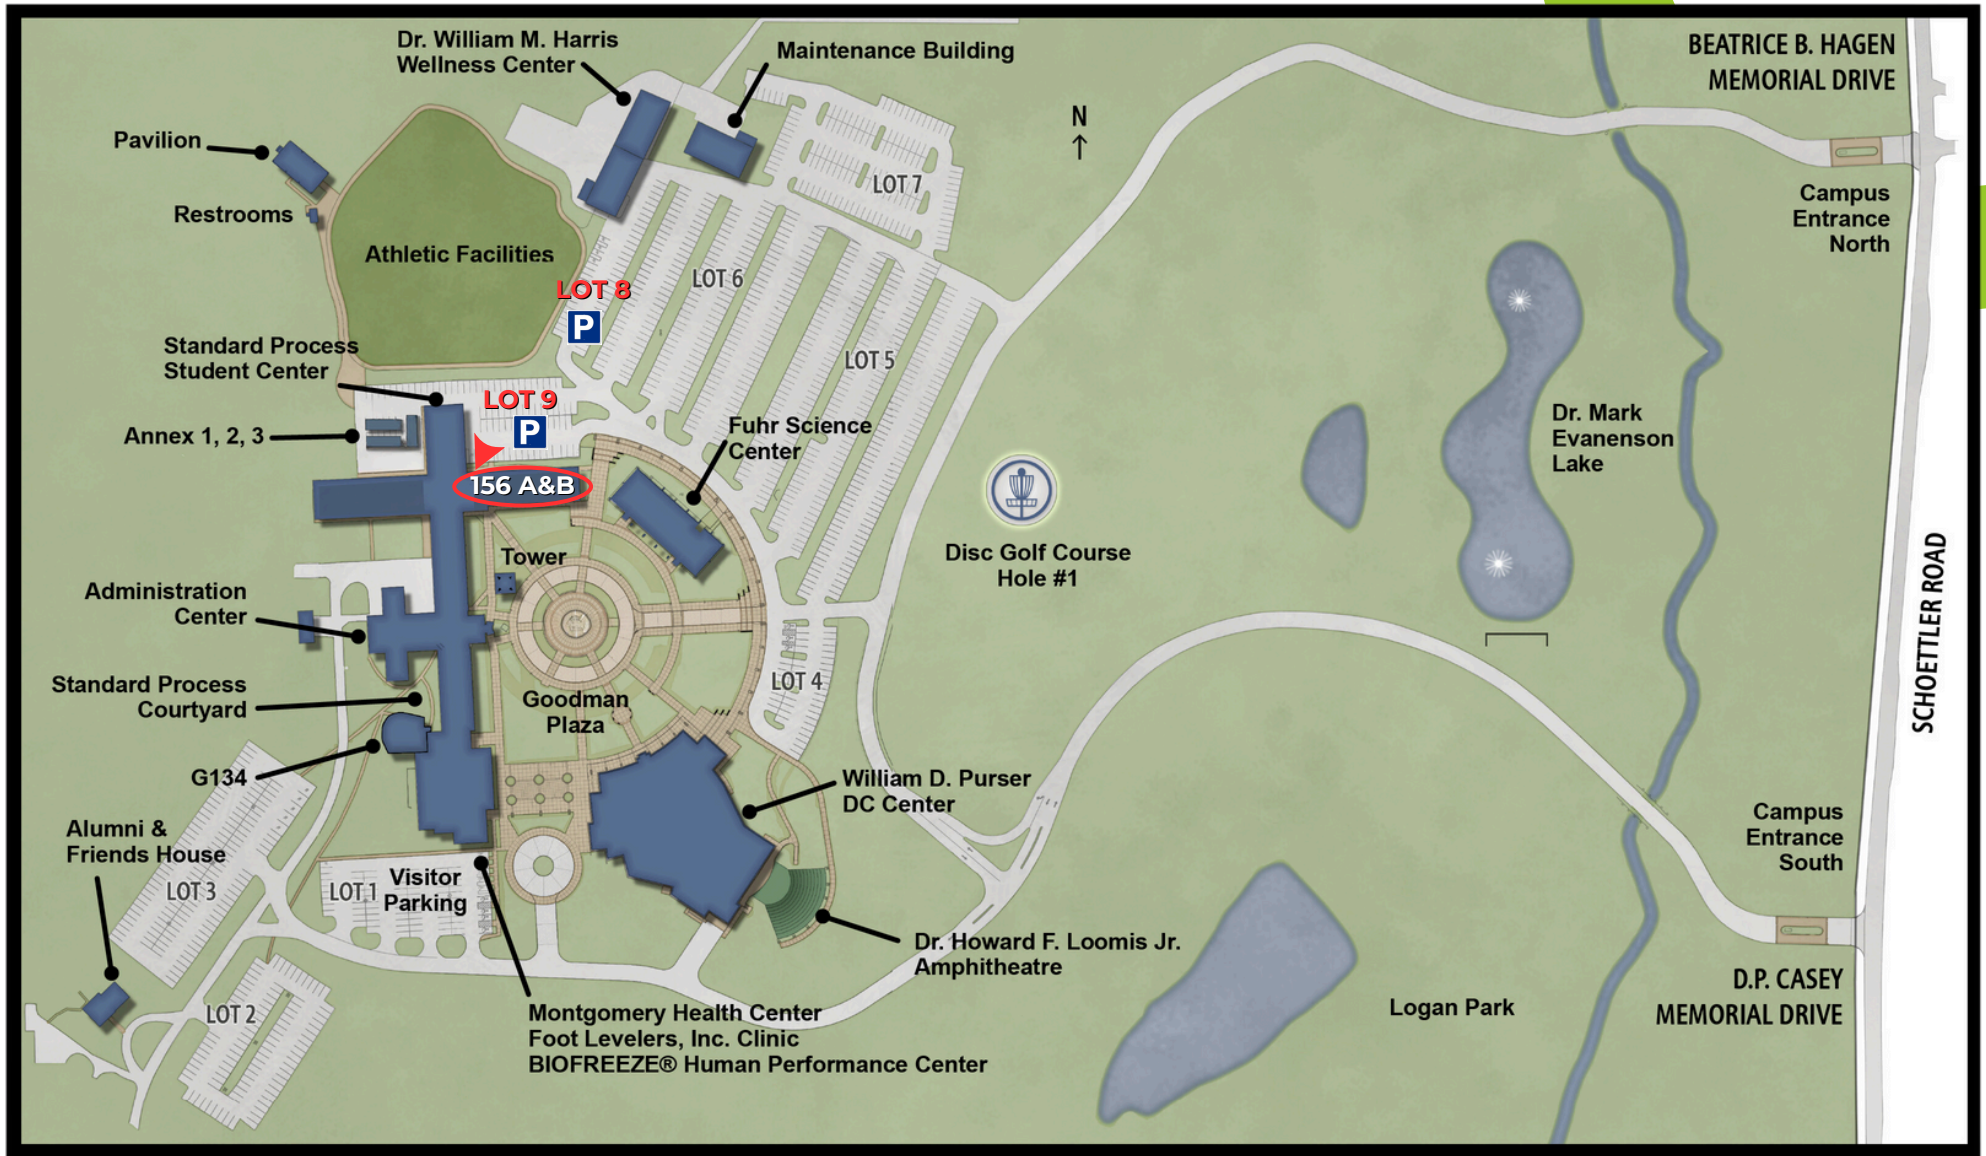 Dr. William M. Harris
Wellness Center
Maintenance Building
BEATRICE B. HAGEN
MEMORIAL DRIVE
N
Pavilion
LOT 7
Restrooms
Campus
Entrance
North
Athletic Facilities
LOT 6
LOT 8
P
Standard Process
Student Center
LOT 5
LOT 9
P
Annex 1, 2, 3
Fuhr Science
Center
Dr. Mark
Evanenson
Lake
156 A&B
Disc Golf Course
Hole #1
Tower
SCHOETTLER ROAD
Administration
Center
Standard Process
Courtyard
LOT 4
Goodman
Plaza
G134
William D. Purser
DC Center
Campus
Entrance
South
Alumni &
Friends House
LOT 3
LOT 1
Visitor
Parking
Dr. Howard F. Loomis Jr.
Amphitheatre
D.P. CASEY
MEMORIAL DRIVE
Logan Park
LOT 2
Montgomery Health Center
Foot Levelers, Inc. Clinic
BIOFREEZE® Human Performance Center